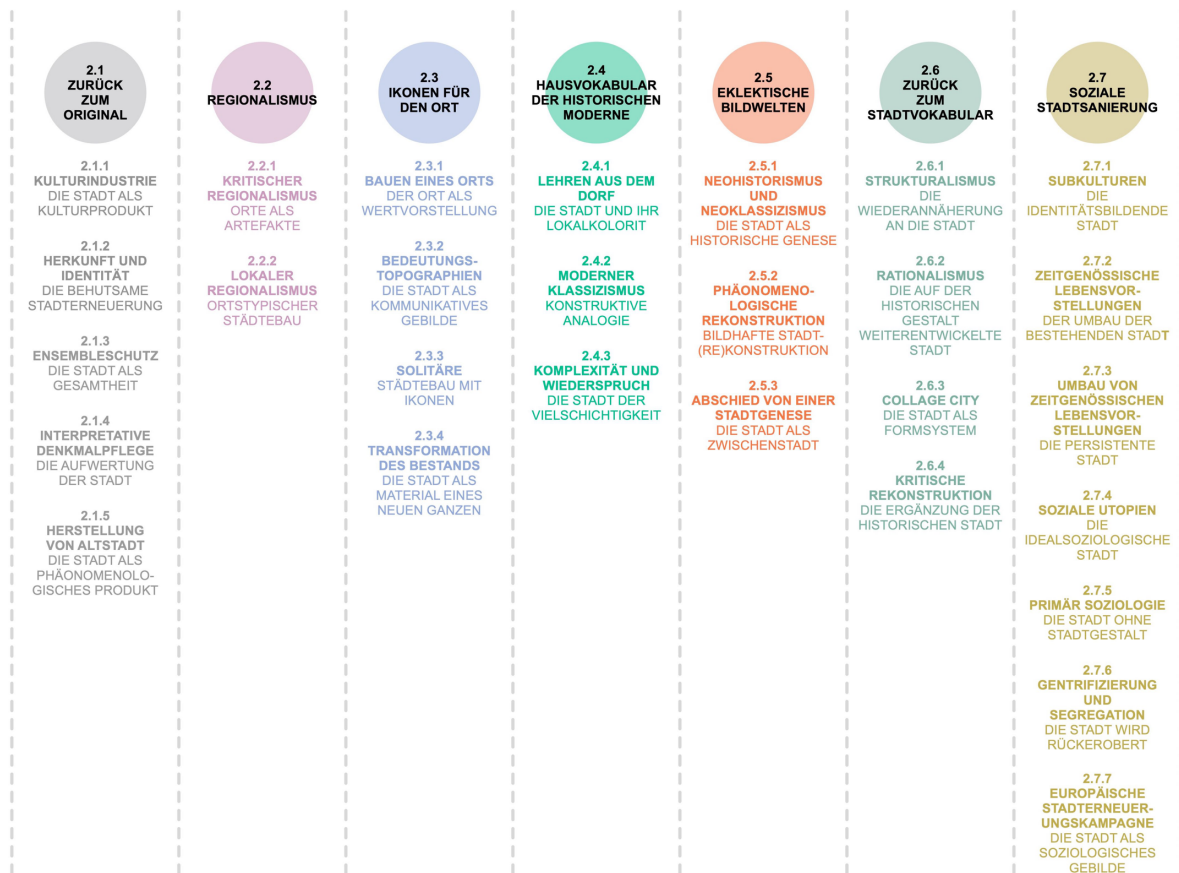 2.1
ZURÜCK
ZUM
ORIGINAL
2.1.1
KULTURINDUSTRIE
DIE STADT ALS
KULTURPRODUKT
2.1.2
HERKUNFT UND
IDENTITÄT
DIE BEHUTSAME
STADTERNEUERUNG
2.1.3
ENSEMBLESCHUTZ
DIE STADT ALS
GESAMTHEIT
2.1.4
INTERPRETATIVE
DENKMALPFLEGE
DIE AUFWERTUNG
DER STADT
2.1.5
HERSTELLUNG
VON ALTSTADT
DIE STADT ALS
PHÄONOMENOLO-
GISCHES PRODUKT
2.2
REGIONALISMUS
2.2.1
KRITISCHER
REGIONALISMUS
ORTE ALS
ARTEFAKTE
2.2.2
LOKALER
REGIONALISMUS
ORTSTYPISCHER
STÄDTEBAU
2.3
IKONEN FÜR
DEN ORT
2.3.1
BAUEN EINES ORTS
DER ORT ALS
WERTVORSTELLUNG
2.3.2
BEDEUTUNGS-
TOPOGRAPHIEN
DIE STADT ALS
KOMMUNIKATIVES
GEBILDE
2.3.3
SOLITÄRE
STÄDTEBAU MIT
IKONEN
2.3.4
TRANSFORMATION
DES BESTANDS
DIE STADT ALS
MATERIAL EINES
NEUEN GANZEN
2.4
HAUSVOKABULAR
DER HISTORISCHEN
MODERNE
2.4.1
LEHREN AUS DEM
DORF
DIE STADT UND IHR
LOKALKOLORIT
2.4.2
MODERNER
KLASSIZISMUS
KONSTRUKTIVE
ANALOGIE
2.4.3
KOMPLEXITÄT UND
WIEDERSPRUCH
DIE STADT DER
VIELSCHICHTIGKEIT
2.5
EKLEKTISCHE
BILDWELTEN
2.5.1
NEOHISTORISMUS
UND
NEOKLASSIZISMUS
DIE STADT ALS
HISTORISCHE GENESE
2.5.2
PHÄONOMENO-
LOGISCHE
REKONSTRUKTION
BILDHAFTE STADT-
(RE)KONSTRUKTION
2.5.3
ABSCHIED VON EINER
STADTGENESE
DIE STADT ALS
ZWISCHENSTADT
2.6
ZURÜCK
ZUM
STADTVOKABULAR
2.6.1
STRUKTURALISMUS
DIE
WIEDERANNÄHERUNG
AN DIE STADT
2.6.2
RATIONALISMUS
DIE AUF DER
HISTORISCHEN
GESTALT
WEITERENTWICKELTE
STADT
2.6.3
COLLAGE CITY
DIE STADT ALS
FORMSYSTEM
2.6.4
KRITISCHE
REKONSTRUKTION
DIE ERGÄNZUNG DER
HISTORISCHEN STADT
2.7
SOZIALE
STADTSANIERUNG
2.7.1
SUBKULTUREN
DIE
IDENTITÄTSBILDENDE
STADT
2.7.2
ZEITGENÖSSISCHE
LEBENSVOR-
STELLUNGEN
DER UMBAU DER
BESTEHENDEN STADT
2.7.3
UMBAU VON
ZEITGENÖSSISCHEN
LEBENSVOR-
STELLUNGEN
DIE PERSISTENTE
STADT
2.7.4
SOZIALE UTOPIEN
DIE
IDEALSOZIOLOGISCHE
STADT
2.7.5
PRIMÄR SOZIOLOGIE
DIE STADT OHNE
STADTGESTALT
2.7.6
GENTRIFIZIERUNG
UND
SEGREGATION
DIE STADT WIRD
RÜCKEROBERT
2.7.7
EUROPÄISCHE
STADTERNEUER-
UNGSKAMPAGNE
DIE STADT ALS
SOZIOLOGISCHES
GEBILDE